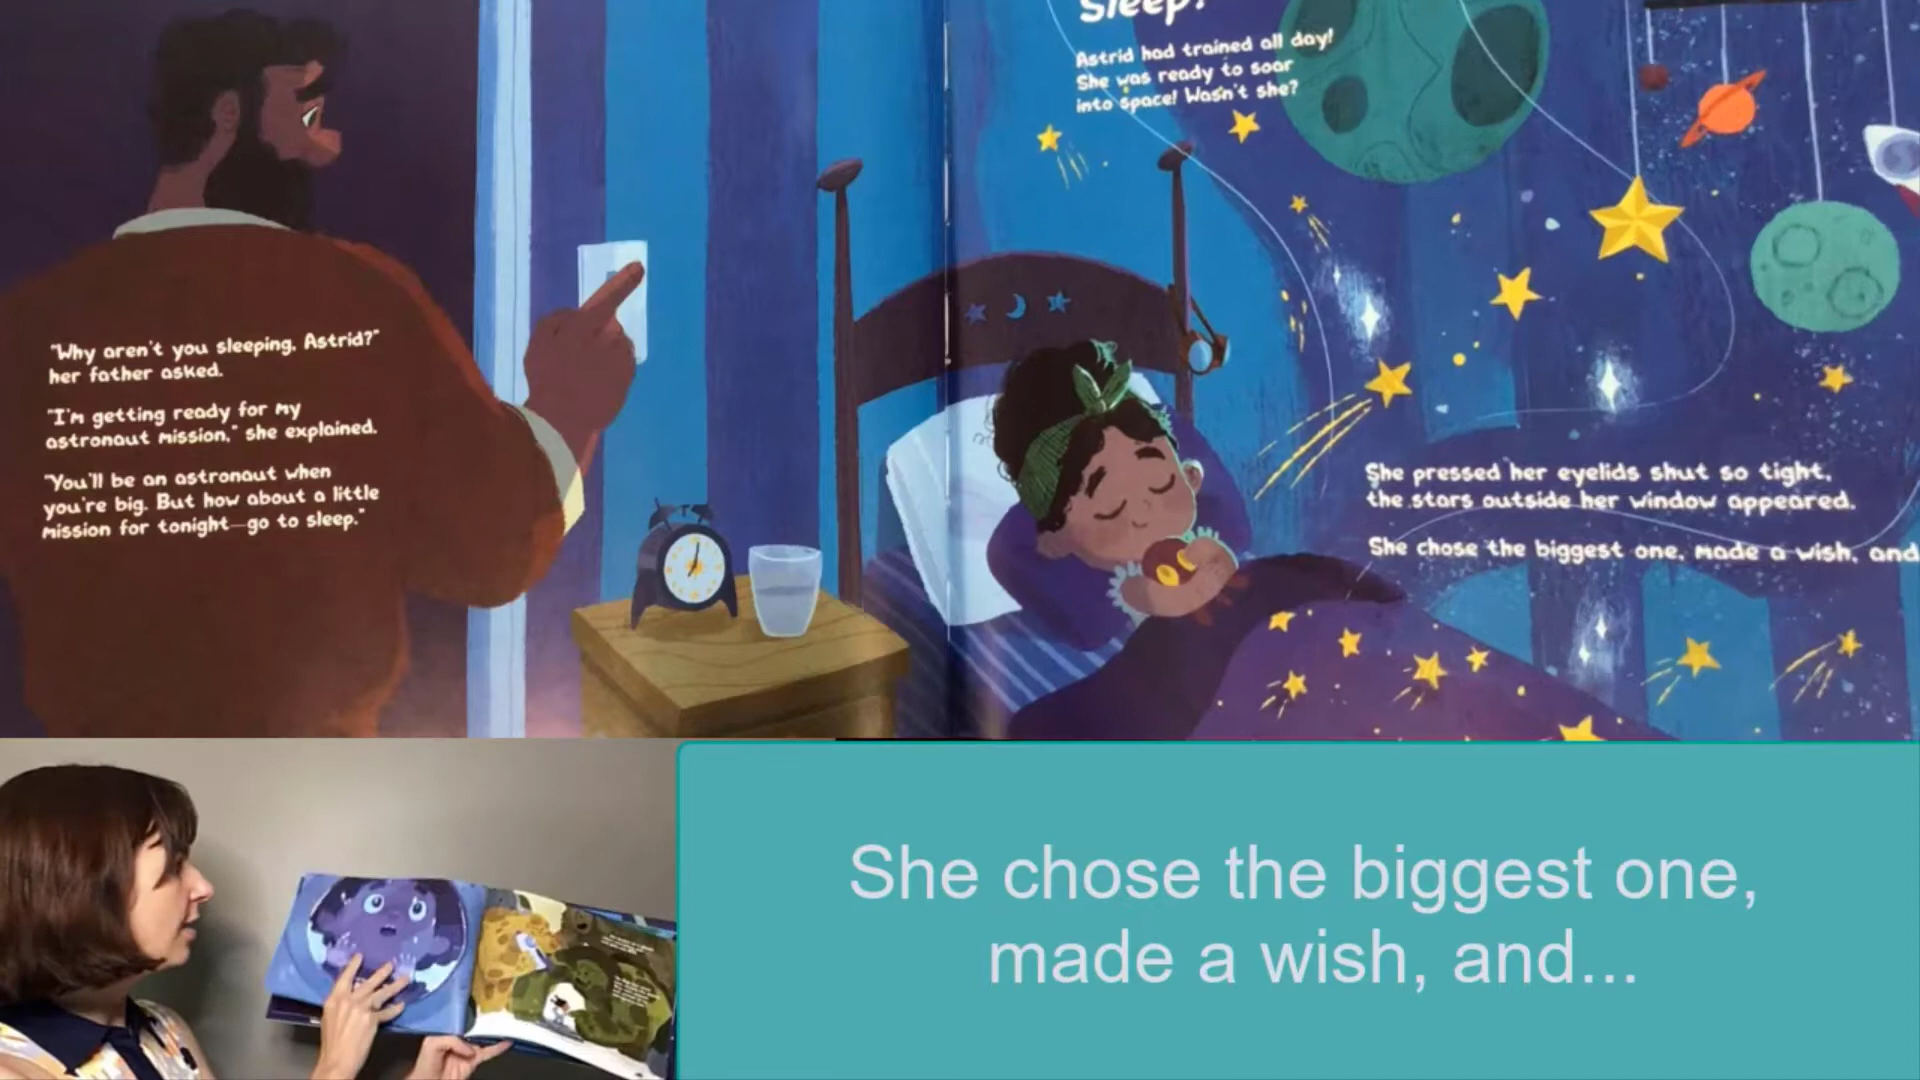 "Why aren't you sleeping, Astrid?"
her father asked.
"I'm getting ready for my
astronaut mission," she explained.
"You'll be an astronaut when
you're big. But how about a little
mission for tonight—go to sleep."
Sleep?
Astrid had trained all day!
She was ready to soar
into space! Wasn't she?
She pressed her eyelids shut so tight,
the stars outside her window appeared.
She chose the biggest one, made a wish, and
She chose the biggest one,
made a wish, and...